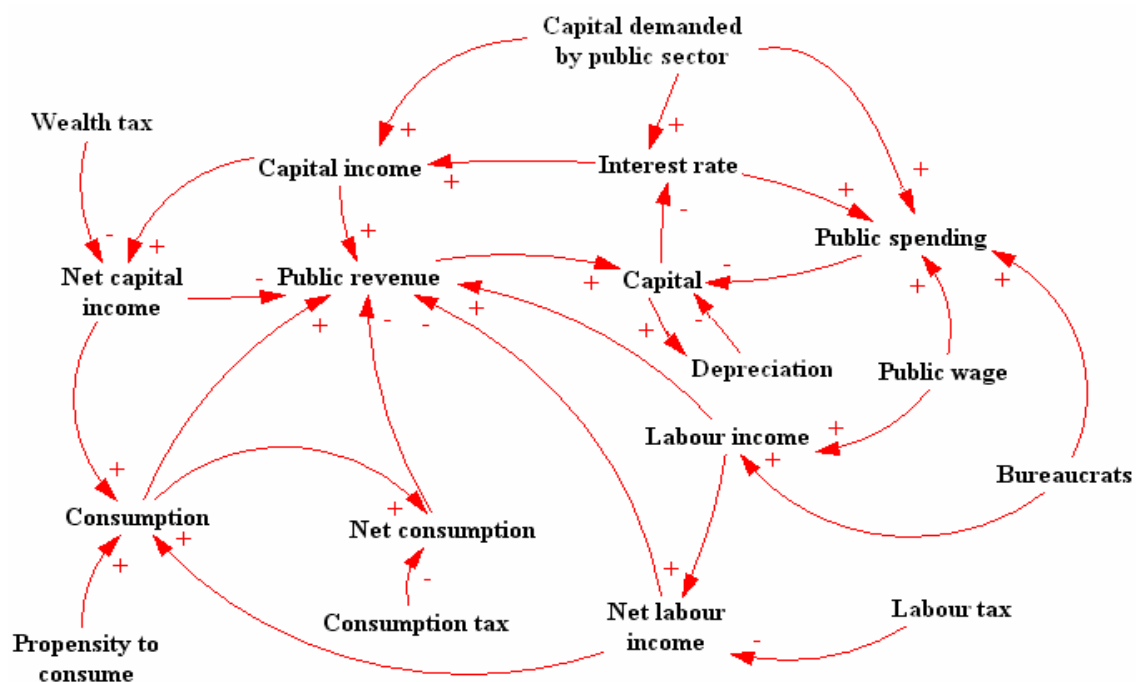 Capital demanded
by public sector
Wealth tax
+
+
Capital income
+
Interest rate
+
+
-
+
+
-
Public spending
Net capital
income
-
Public revenue
+
Capital
-
+
+
+
-
-
+
+
-
Depreciation
Public wage
Labour income
+
+
Bureaucrats
+
Consumption
+
+
Net consumption
+
-
+
Consumption tax
Net labour
income
-
Labour tax
Propensity to
consume